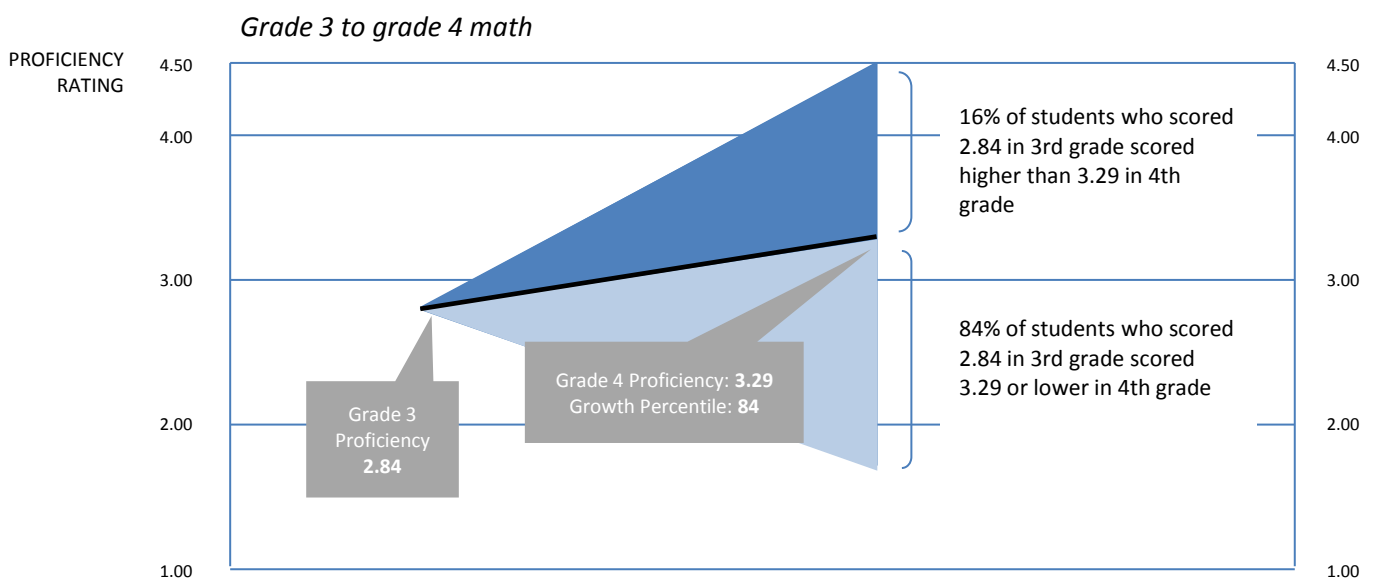 Grade 3 to grade 4 math
PROFICIENCY
RATING
4.50
4.00
3.00
2.00
1.00
4.50
4.00
3.00
2.00
1.00
16% of students who scored
2.84 in 3rd grade scored
higher than 3.29 in 4th
grade
84% of students who scored
2.84 in 3rd grade scored
3.29 or lower in 4th grade
Grade 4 Proficiency: 3.29
Growth Percentile: 84
Grade 3
Proficiency
2.84